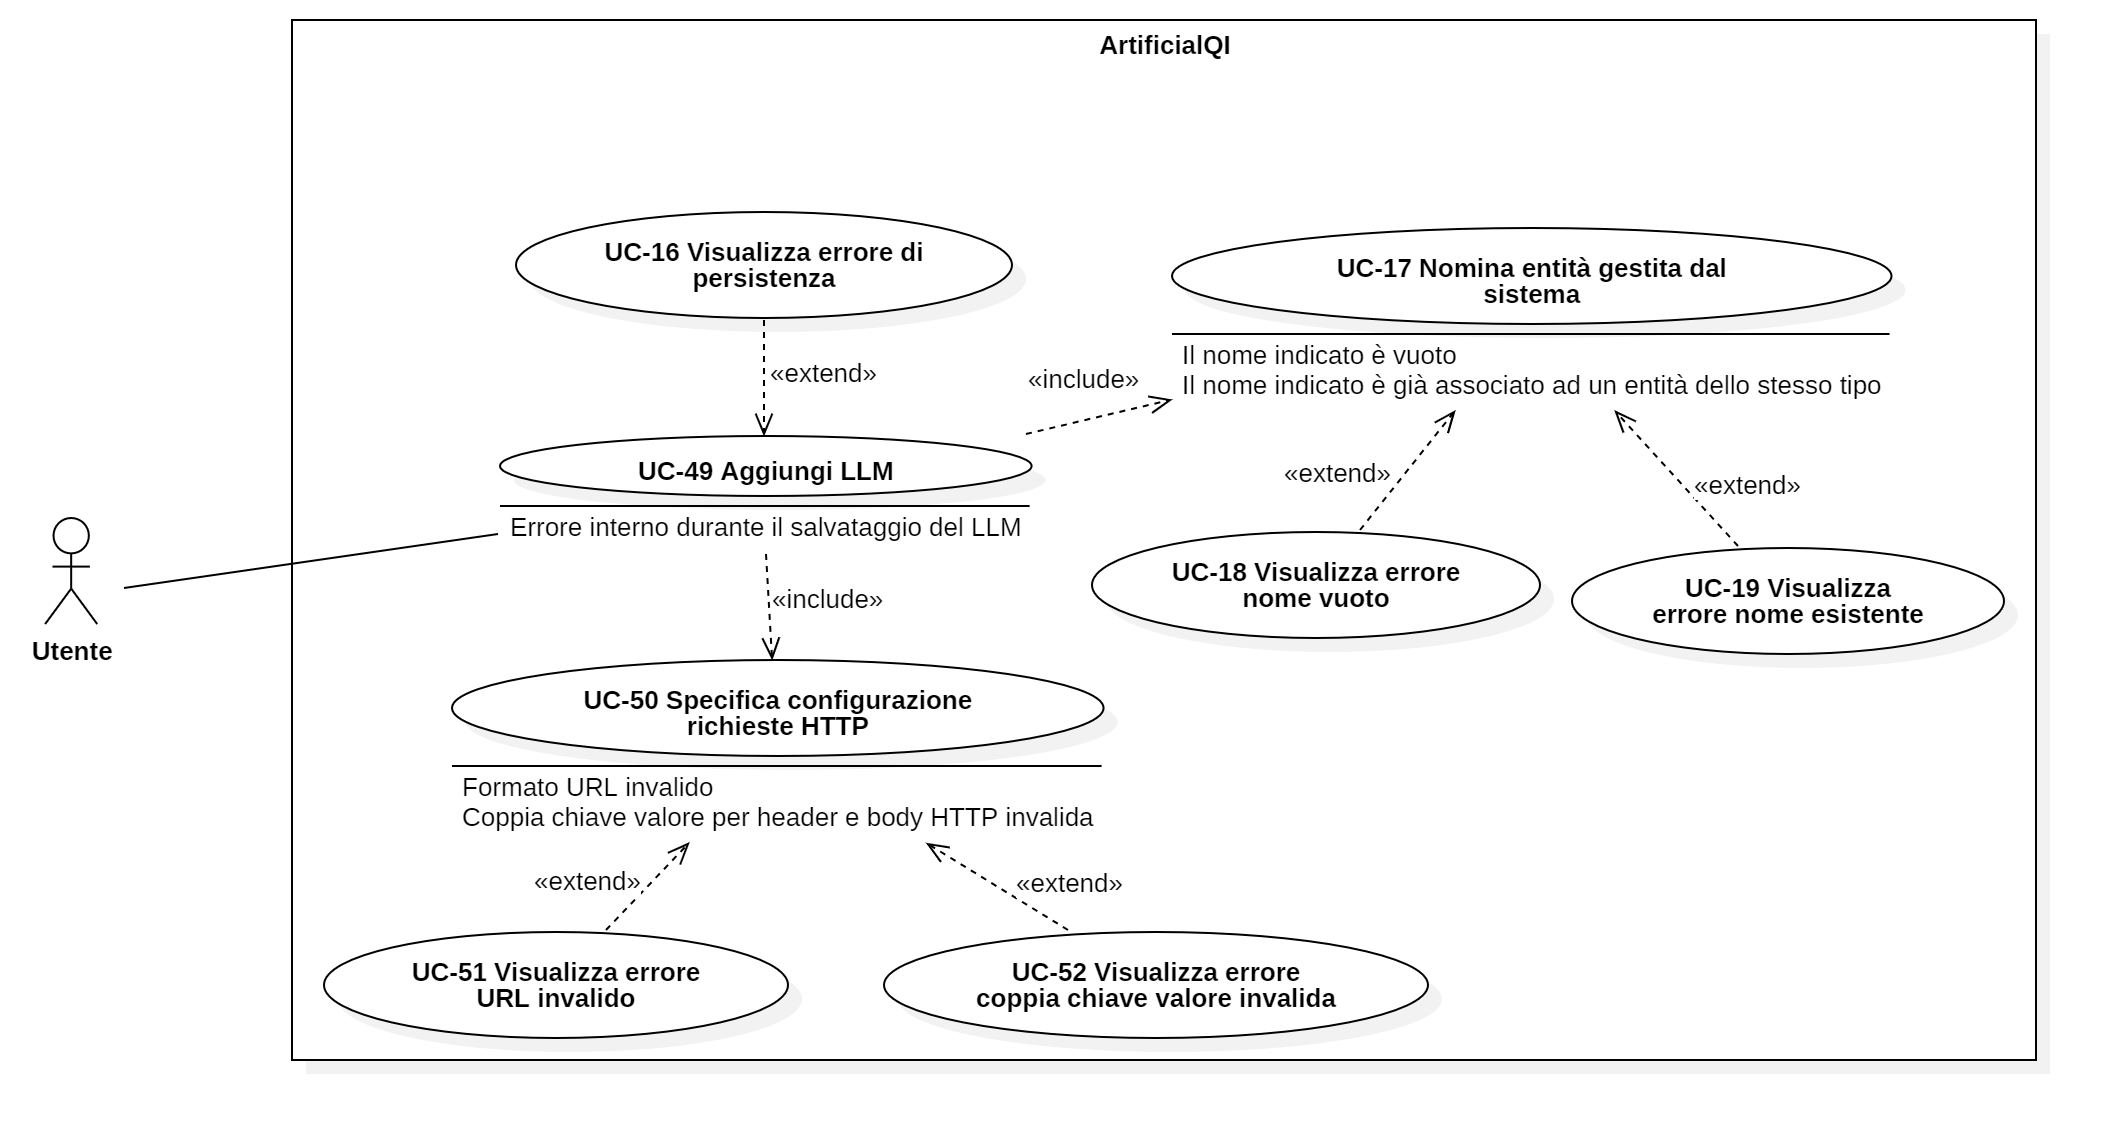 ArtificialQI
UC-16 Visualizza errore di
persistenza
«extend»
UC-17 Nomina entità gestita dal
sistema
Il nome indicato è vuoto
Il nome indicato è già associato ad un entità dello stesso tipo
«include»
UC-49 Aggiungi LLM
Errore interno durante il salvataggio del LLM
«extend»
«extend»
UC-18 Visualizza errore
nome vuoto
UC-19 Visualizza
errore nome esistente
Utente
«include»
UC-50 Specifica configurazione
richieste HTTP
Formato URL invalido
Coppia chiave valore per header e body HTTP invalida
«extend»
«extend»
UC-51 Visualizza errore
URL invalido
UC-52 Visualizza errore
coppia chiave valore invalida